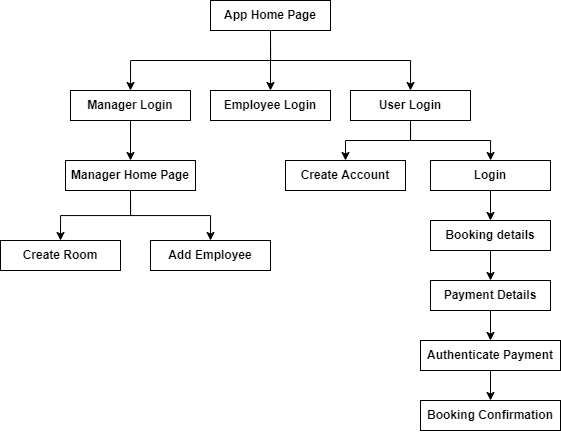 App Home Page
Manager Login
Employee Login
User Login
Manager Home Page
Create Account
Login
Create Room
Add Employee
Booking details
Payment Details
Authenticate Payment
Booking Confirmation